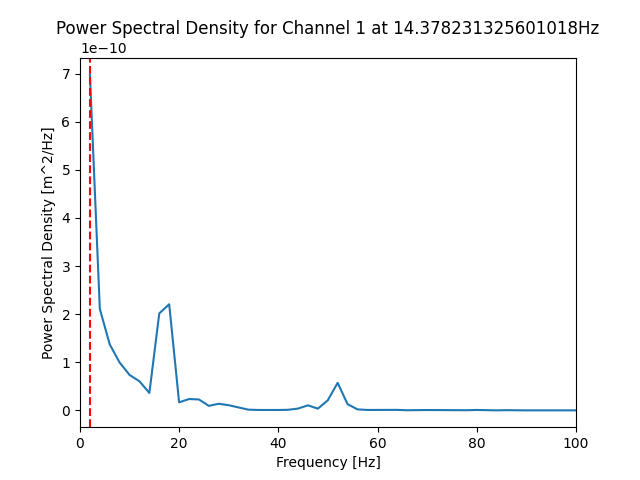 Power Spectral Density for Channel 1 at 14.378231325601018Hz
1e−10
7
6
5
4
3
2
1
0
Power Spectral Density [m^2/Hz]
0 20 40 60 80 100
Frequency [Hz]